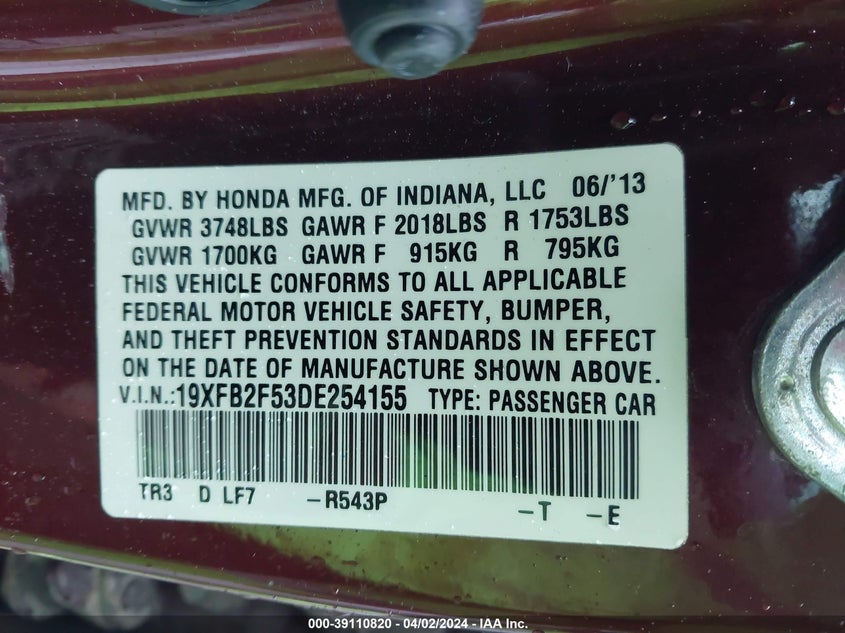 MFD. BY HONDA MFG. OF INDIANA, LLC 06/'13
GVWR 3748LBS GAWR F 2018LBS R 1753LBS
GVWR 1700KG GAWR F 915KG R 795KG
THIS VEHICLE CONFORMS TO ALL APPLICABLE
FEDERAL MOTOR VEHICLE SAFETY, BUMPER,
AND THEFT PREVENTION STANDARDS IN EFFECT
ON THE DATE OF MANUFACTURE SHOWN ABOVE.
V.I.N.:19XFB2F53DE254155 TYPE: PASSENGER CAR
TR3 D LF7 –R543P –T –E
000-39110820 - 04/02/2024 - IAA Inc.